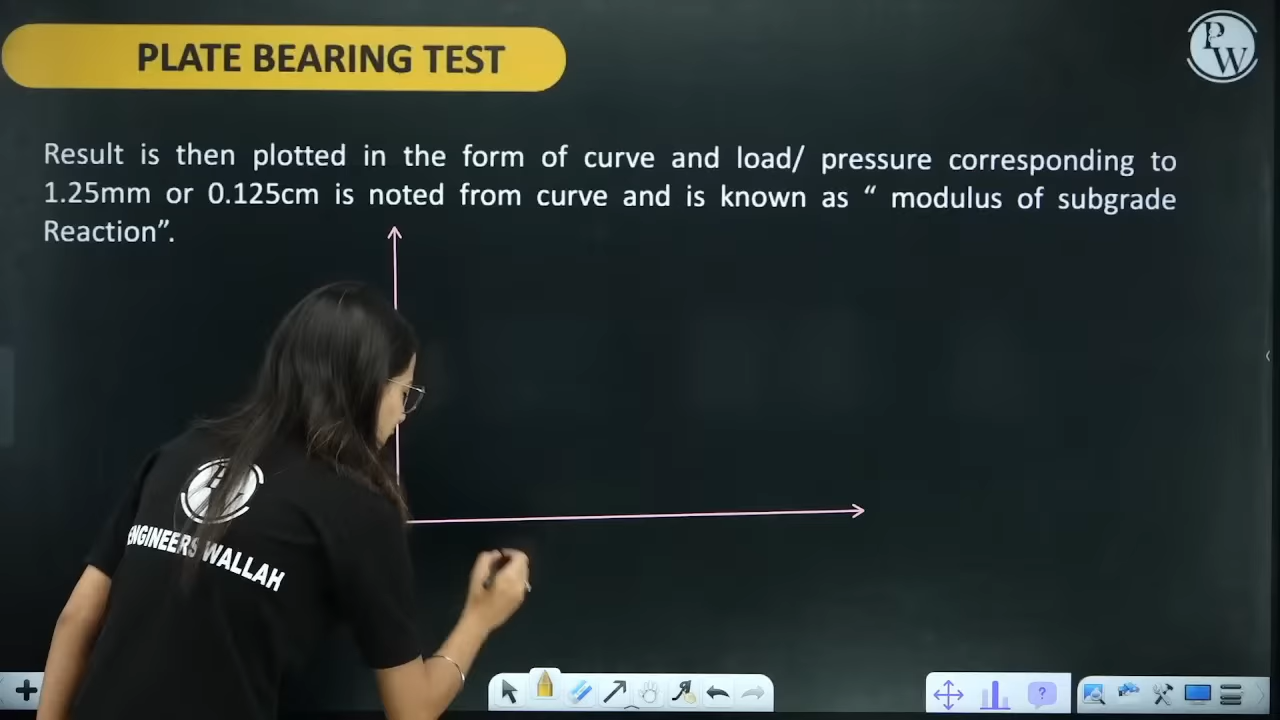 PLATE BEARING TEST
PW
Result is then plotted in the form of curve and load/ pressure corresponding to
1.25mm or 0.125cm is noted from curve and is known as “ modulus of subgrade
Reaction”.
ENGINEERS WALLAH